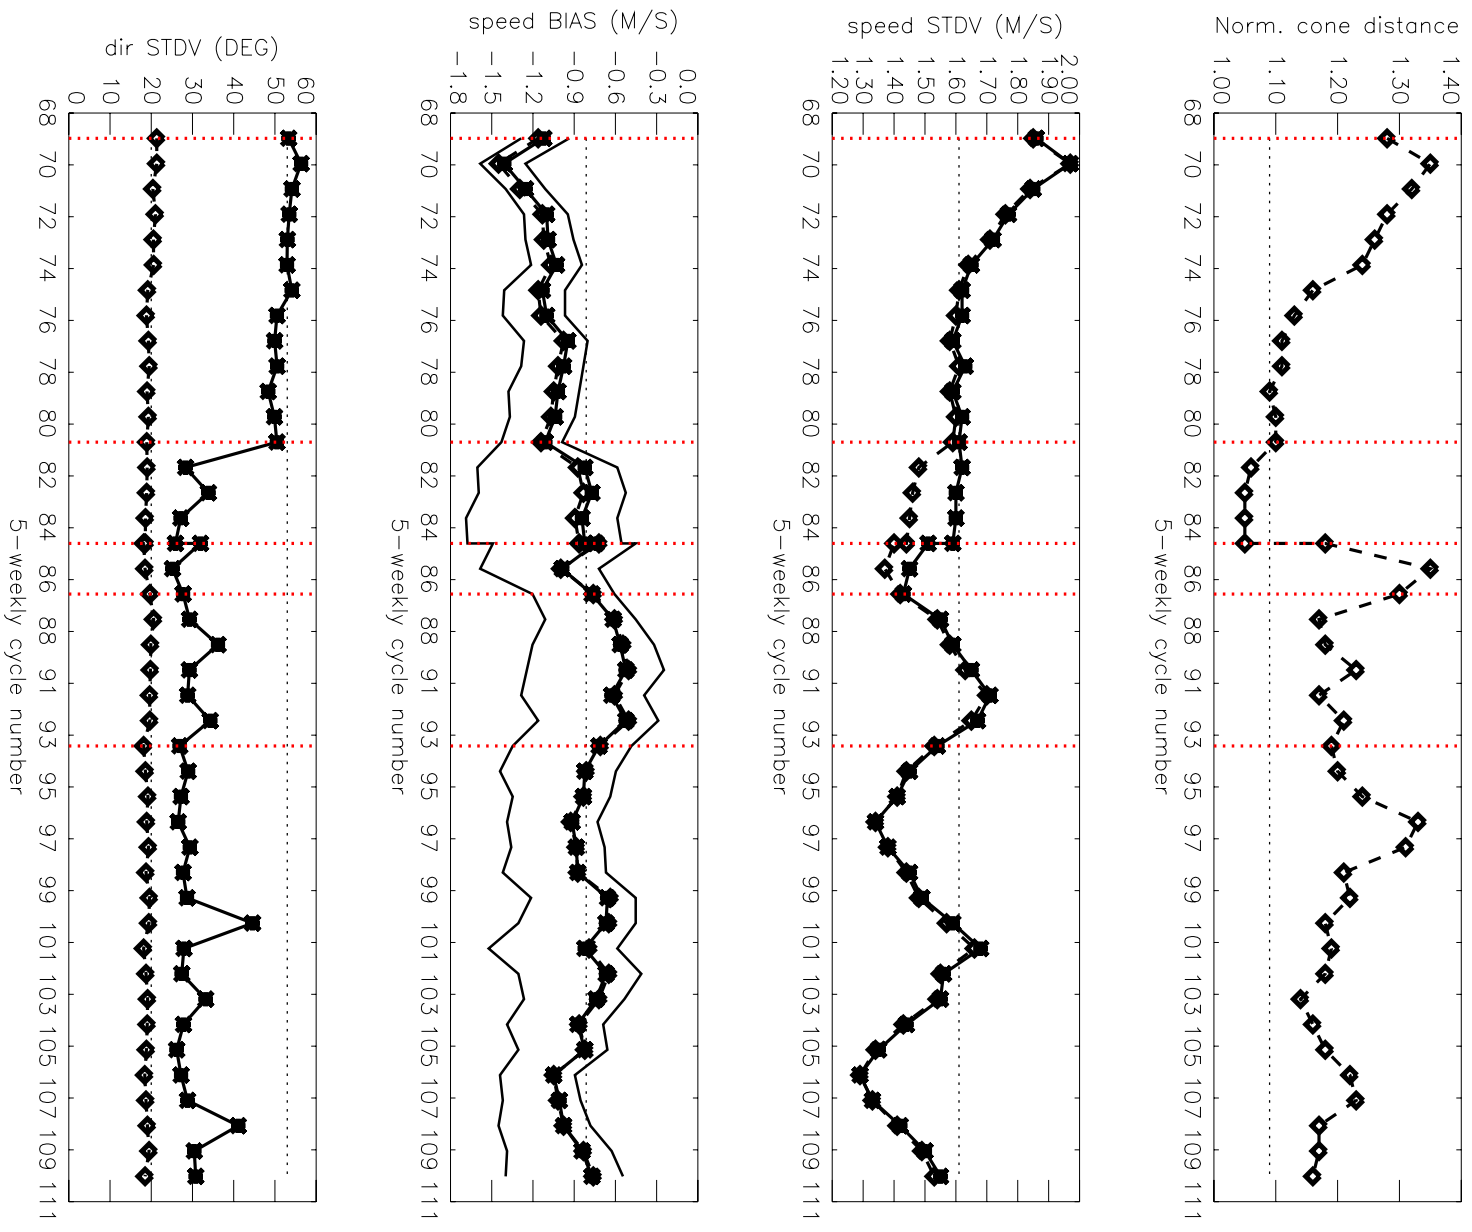 dir STDV (DEG)
0 10 20 30 40 50 60
68 70 72 74 76 78 80 82 84 86 88 91 93 95 97 99 101 103 105 107 109 111
5-weekly cycle number
speed BIAS (M/S)
-1.8 -1.5 -1.2 -0.9 -0.6 -0.3 0.0
68 70 72 74 76 78 80 82 84 86 88 91 93 95 97 99 101 103 105 107 109 111
5-weekly cycle number
speed STDV (M/S)
1.20 1.30 1.40 1.50 1.60 1.70 1.80 1.90 2.00
68 70 72 74 76 78 80 82 84 86 88 91 93 95 97 99 101 103 105 107 109 111
5-weekly cycle number
Norm. cone distance
1.00 1.10 1.20 1.30 1.40
68 70 72 74 76 78 80 82 84 86 88 91 93 95 97 99 101 103 105 107 109 111
5-weekly cycle number